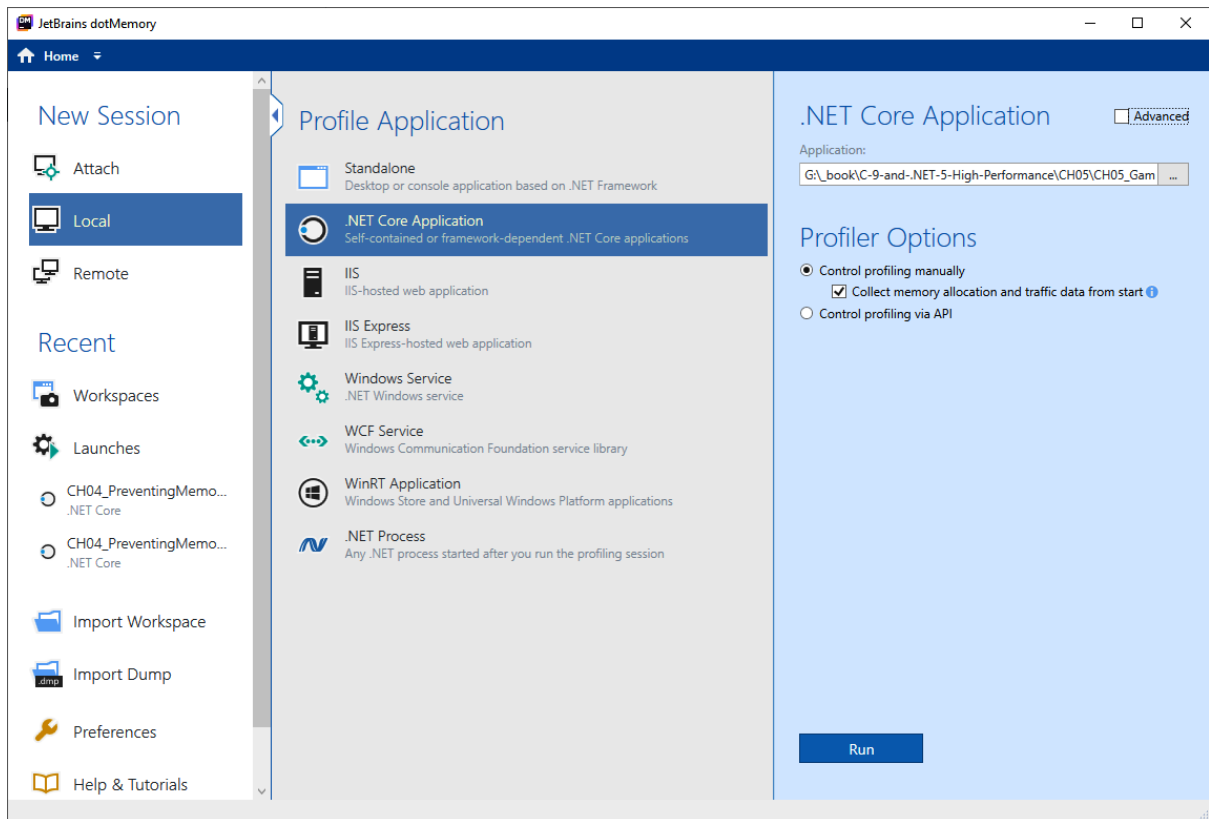 JetBrains dotMemory
Home
New Session
Attach
Local
Remote
Recent
Workspaces
Launches
CH04_PreventingMemo...
.NET Core
CH04_PreventingMemo...
.NET Core
Import Workspace
.dmp
Import Dump
Preferences
Help & Tutorials
Profile Application
Standalone
Desktop or console application based on .NET Framework
.NET Core Application
Self-contained or framework-dependent .NET Core applications
IIS
IIS-hosted web application
IIS Express
IIS Express-hosted web application
Windows Service
.NET Windows service
WCF Service
Windows Communication Foundation service library
WinRT Application
Windows Store and Universal Windows Platform applications
.NET Process
Any .NET process started after you run the profiling session
.NET Core Application
Advanced
Application:
G:\_book\C-9-and-.NET-5-High-Performance\CH05\CH05_Gam ...
Profiler Options
Control profiling manually
Collect memory allocation and traffic data from start
Control profiling via API
Run